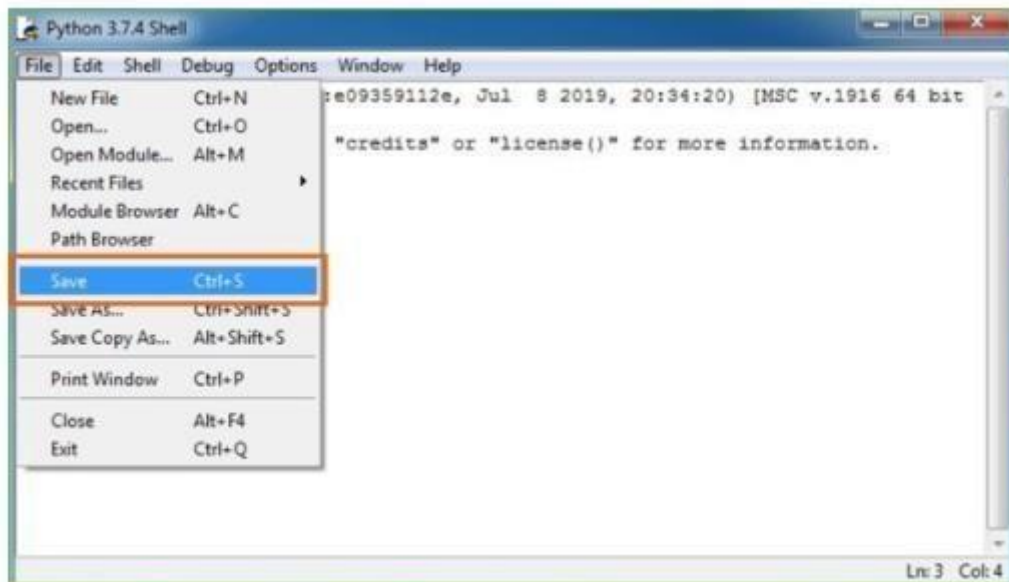 Python 3.7.4 Shell
File Edit Shell Debug Options Window Help
New File Ctrl+N
:e09359112e, Jul 8 2019, 20:34:20) [MSC v.1916 64 bit
Open... Ctrl+O
Open Module... Alt+M
"credits" or "license()" for more information.
Recent Files
Module Browser Alt+C
Path Browser
Save Ctrl+S
Save As... Ctrl+Shift+S
Save Copy As... Alt+Shift+S
Print Window Ctrl+P
Close Alt+F4
Exit Ctrl+Q
Ln: 3 Col: 4